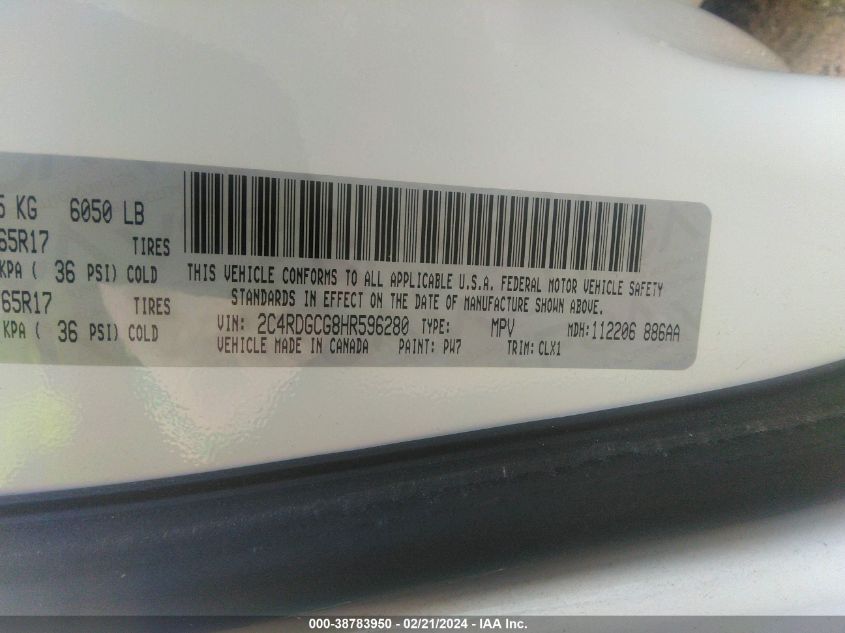 5 KG 6050 LB
65R17 TIRES
KPA ( 36 PSI) COLD
65R17 TIRES
KPA ( 36 PSI) COLD
THIS VEHICLE CONFORMS TO ALL APPLICABLE U.S.A. FEDERAL MOTOR VEHICLE SAFETY
STANDARDS IN EFFECT ON THE DATE OF MANUFACTURE SHOWN ABOVE.
VIN: 2C4RDGCG8HR596280 TYPE: MPV MDH: 112206 886AA
VEHICLE MADE IN CANADA PAINT: PW7 TRIM: CLX1
000-38783950 - 02/21/2024 - IAA Inc.